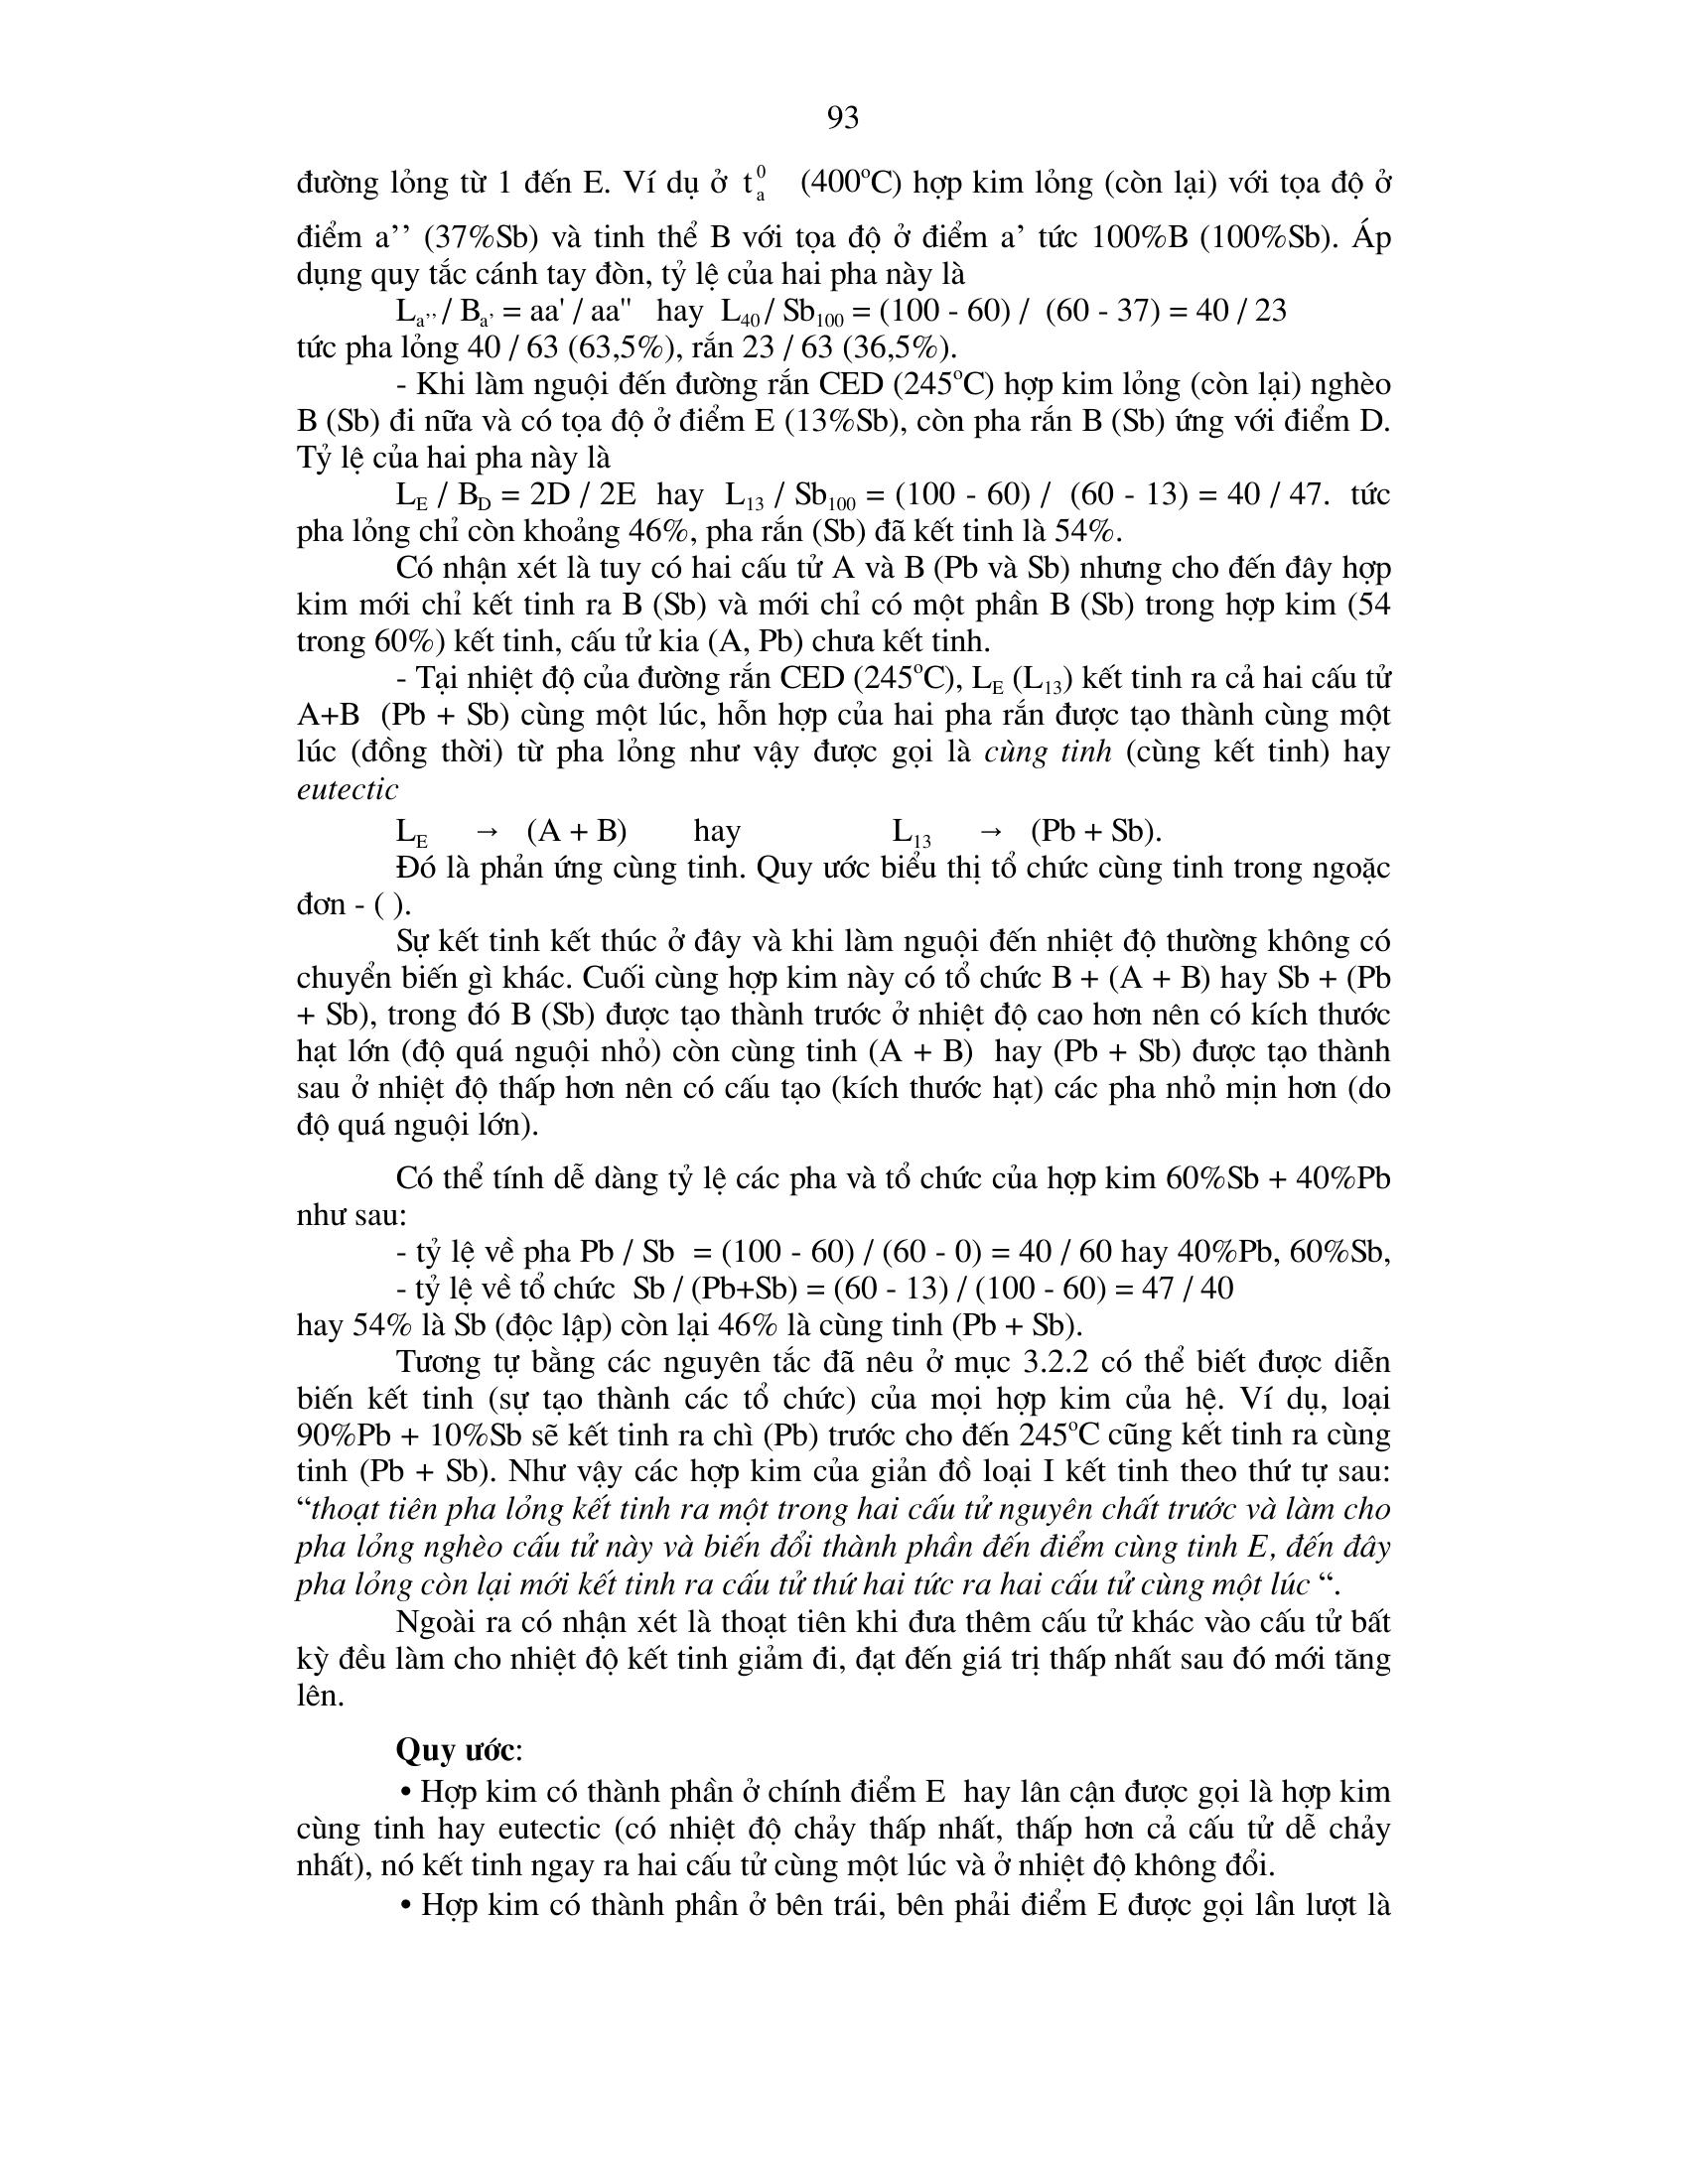 93
đường lỏng từ 1 đến E. Ví dụ ở t⁰ₐ (400ºC) hợp kim lỏng (còn lại) với tọa độ ở
điểm a’’ (37%Sb) và tinh thể B với tọa độ ở điểm a’ tức 100%B (100%Sb). Áp
dụng quy tắc cánh tay đòn, tỷ lệ của hai pha này là
La’’ / Ba’ = aa' / aa" hay L40 / Sb100 = (100 - 60) / (60 - 37) = 40 / 23
tức pha lỏng 40 / 63 (63,5%), rắn 23 / 63 (36,5%).
- Khi làm nguội đến đường rắn CED (245ºC) hợp kim lỏng (còn lại) nghèo
B (Sb) đi nữa và có tọa độ ở điểm E (13%Sb), còn pha rắn B (Sb) ứng với điểm D.
Tỷ lệ của hai pha này là
LE / BD = 2D / 2E hay L13 / Sb100 = (100 - 60) / (60 - 13) = 40 / 47. tức
pha lỏng chỉ còn khoảng 46%, pha rắn (Sb) đã kết tinh là 54%.
Có nhận xét là tuy có hai cấu tử A và B (Pb và Sb) nhưng cho đến đây hợp
kim mới chỉ kết tinh ra B (Sb) và mới chỉ có một phần B (Sb) trong hợp kim (54
trong 60%) kết tinh, cấu tử kia (A, Pb) chưa kết tinh.
- Tại nhiệt độ của đường rắn CED (245ºC), LE (L13) kết tinh ra cả hai cấu tử
A+B (Pb + Sb) cùng một lúc, hỗn hợp của hai pha rắn được tạo thành cùng một
lúc (đồng thời) từ pha lỏng như vậy được gọi là cùng tinh (cùng kết tinh) hay
eutectic
LE → (A + B) hay L13 → (Pb + Sb).
Đó là phản ứng cùng tinh. Quy ước biểu thị tổ chức cùng tinh trong ngoặc
đơn - ( ).
Sự kết tinh kết thúc ở đây và khi làm nguội đến nhiệt độ thường không có
chuyển biến gì khác. Cuối cùng hợp kim này có tổ chức B + (A + B) hay Sb + (Pb
+ Sb), trong đó B (Sb) được tạo thành trước ở nhiệt độ cao hơn nên có kích thước
hạt lớn (độ quá nguội nhỏ) còn cùng tinh (A + B) hay (Pb + Sb) được tạo thành
sau ở nhiệt độ thấp hơn nên có cấu tạo (kích thước hạt) các pha nhỏ mịn hơn (do
độ quá nguội lớn).
Có thể tính dễ dàng tỷ lệ các pha và tổ chức của hợp kim 60%Sb + 40%Pb
như sau:
- tỷ lệ về pha Pb / Sb = (100 - 60) / (60 - 0) = 40 / 60 hay 40%Pb, 60%Sb,
- tỷ lệ về tổ chức Sb / (Pb+Sb) = (60 - 13) / (100 - 60) = 47 / 40
hay 54% là Sb (độc lập) còn lại 46% là cùng tinh (Pb + Sb).
Tương tự bằng các nguyên tắc đã nêu ở mục 3.2.2 có thể biết được diễn
biến kết tinh (sự tạo thành các tổ chức) của mọi hợp kim của hệ. Ví dụ, loại
90%Pb + 10%Sb sẽ kết tinh ra chì (Pb) trước cho đến 245ºC cũng kết tinh ra cùng
tinh (Pb + Sb). Như vậy các hợp kim của giản đồ loại I kết tinh theo thứ tự sau:
“thoạt tiên pha lỏng kết tinh ra một trong hai cấu tử nguyên chất trước và làm cho
pha lỏng nghèo cấu tử này và biến đổi thành phần đến điểm cùng tinh E, đến đây
pha lỏng còn lại mới kết tinh ra cấu tử thứ hai tức ra hai cấu tử cùng một lúc “.
Ngoài ra có nhận xét là thoạt tiên khi đưa thêm cấu tử khác vào cấu tử bất
kỳ đều làm cho nhiệt độ kết tinh giảm đi, đạt đến giá trị thấp nhất sau đó mới tăng
lên.
Quy ước:
• Hợp kim có thành phần ở chính điểm E hay lân cận được gọi là hợp kim
cùng tinh hay eutectic (có nhiệt độ chảy thấp nhất, thấp hơn cả cấu tử dễ chảy
nhất), nó kết tinh ngay ra hai cấu tử cùng một lúc và ở nhiệt độ không đổi.
• Hợp kim có thành phần ở bên trái, bên phải điểm E được gọi lần lượt là